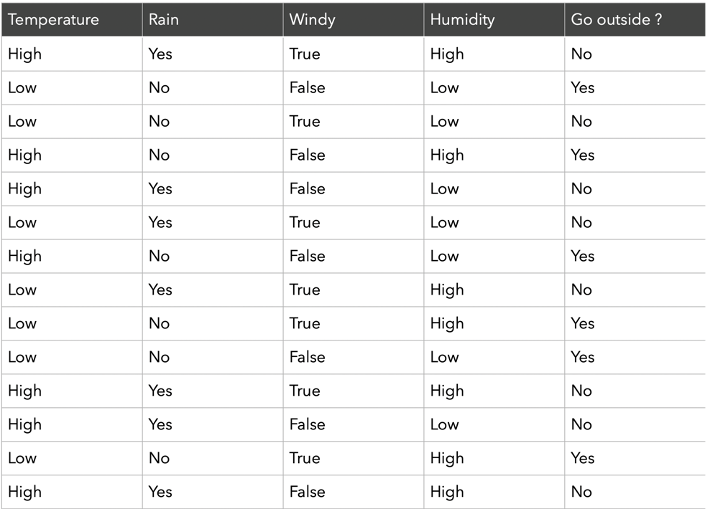 Temperature Rain Windy Humidity Go outside ?
High Yes True High No
Low No False Low Yes
Low No True Low No
High No False High Yes
High Yes False Low No
Low Yes True Low No
High No False Low Yes
Low Yes True High No
Low No True High Yes
Low No False Low Yes
High Yes True High No
High Yes False Low No
Low No True High Yes
High Yes False High No